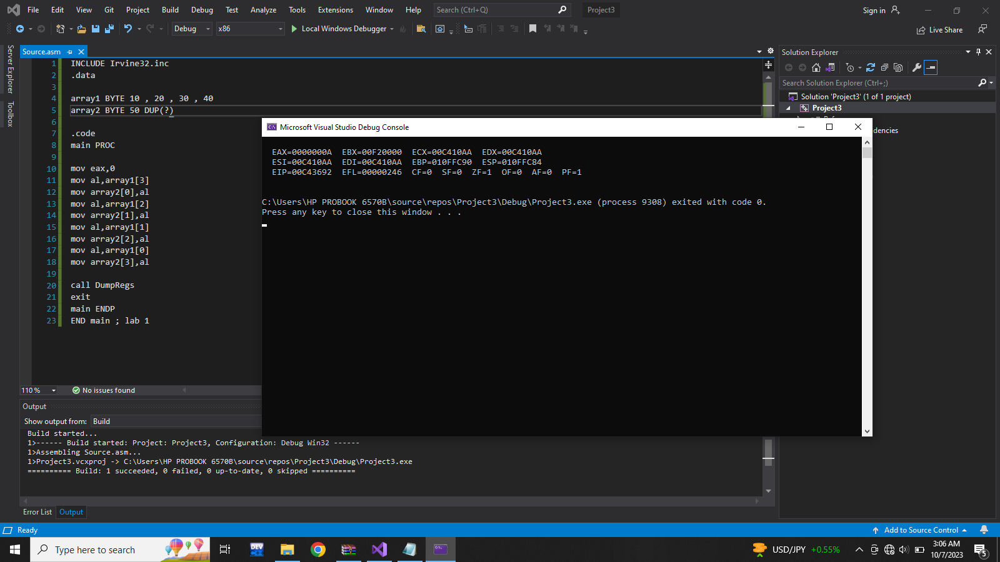 File Edit View Git Project Build Debug Test Analyze Tools Extensions Window Help Search (Ctrl+Q) Project3 Sign in
Debug x86 Local Windows Debugger Live Share
Server Explorer
Toolbox
Source.asm
1 INCLUDE Irvine32.inc
2 .data
3
4 array1 BYTE 10 , 20 , 30 , 40
5 array2 BYTE 50 DUP(?)
6
7 .code
8 main PROC
9
10 mov eax,0
11 mov al,array1[3]
12 mov array2[0],al
13 mov al,array1[2]
14 mov array2[1],al
15 mov al,array1[1]
16 mov array2[2],al
17 mov al,array1[0]
18 mov array2[3],al
19
20 call DumpRegs
21 exit
22 main ENDP
23 END main ; lab 1
110 % No issues found
Microsoft Visual Studio Debug Console
EAX=0000000A EBX=00F20000 ECX=00C410AA EDX=00C410AA
ESI=00C410AA EDI=00C410AA EBP=010FFC90 ESP=010FFC84
EIP=00C43692 EFL=00000246 CF=0 SF=0 ZF=1 OF=0 AF=0 PF=1
C:\Users\HP PROBOOK 6570B\source\repos\Project3\Debug\Project3.exe (process 9308) exited with code 0.
Press any key to close this window . . .
Solution Explorer
Search Solution Explorer (Ctrl+;)
Solution 'Project3' (1 of 1 project)
Project3
dencies
Output
Show output from: Build
Build started...
1>------ Build started: Project: Project3, Configuration: Debug Win32 ------
1>Assembling Source.asm...
1>Project3.vcxproj -> C:\Users\HP PROBOOK 6570B\source\repos\Project3\Debug\Project3.exe
========== Build: 1 succeeded, 0 failed, 0 up-to-date, 0 skipped ==========
Error List Output
Ready Add to Source Control
Type here to search DEV USD/JPY +0.55% 3:06 AM
10/7/2023 5